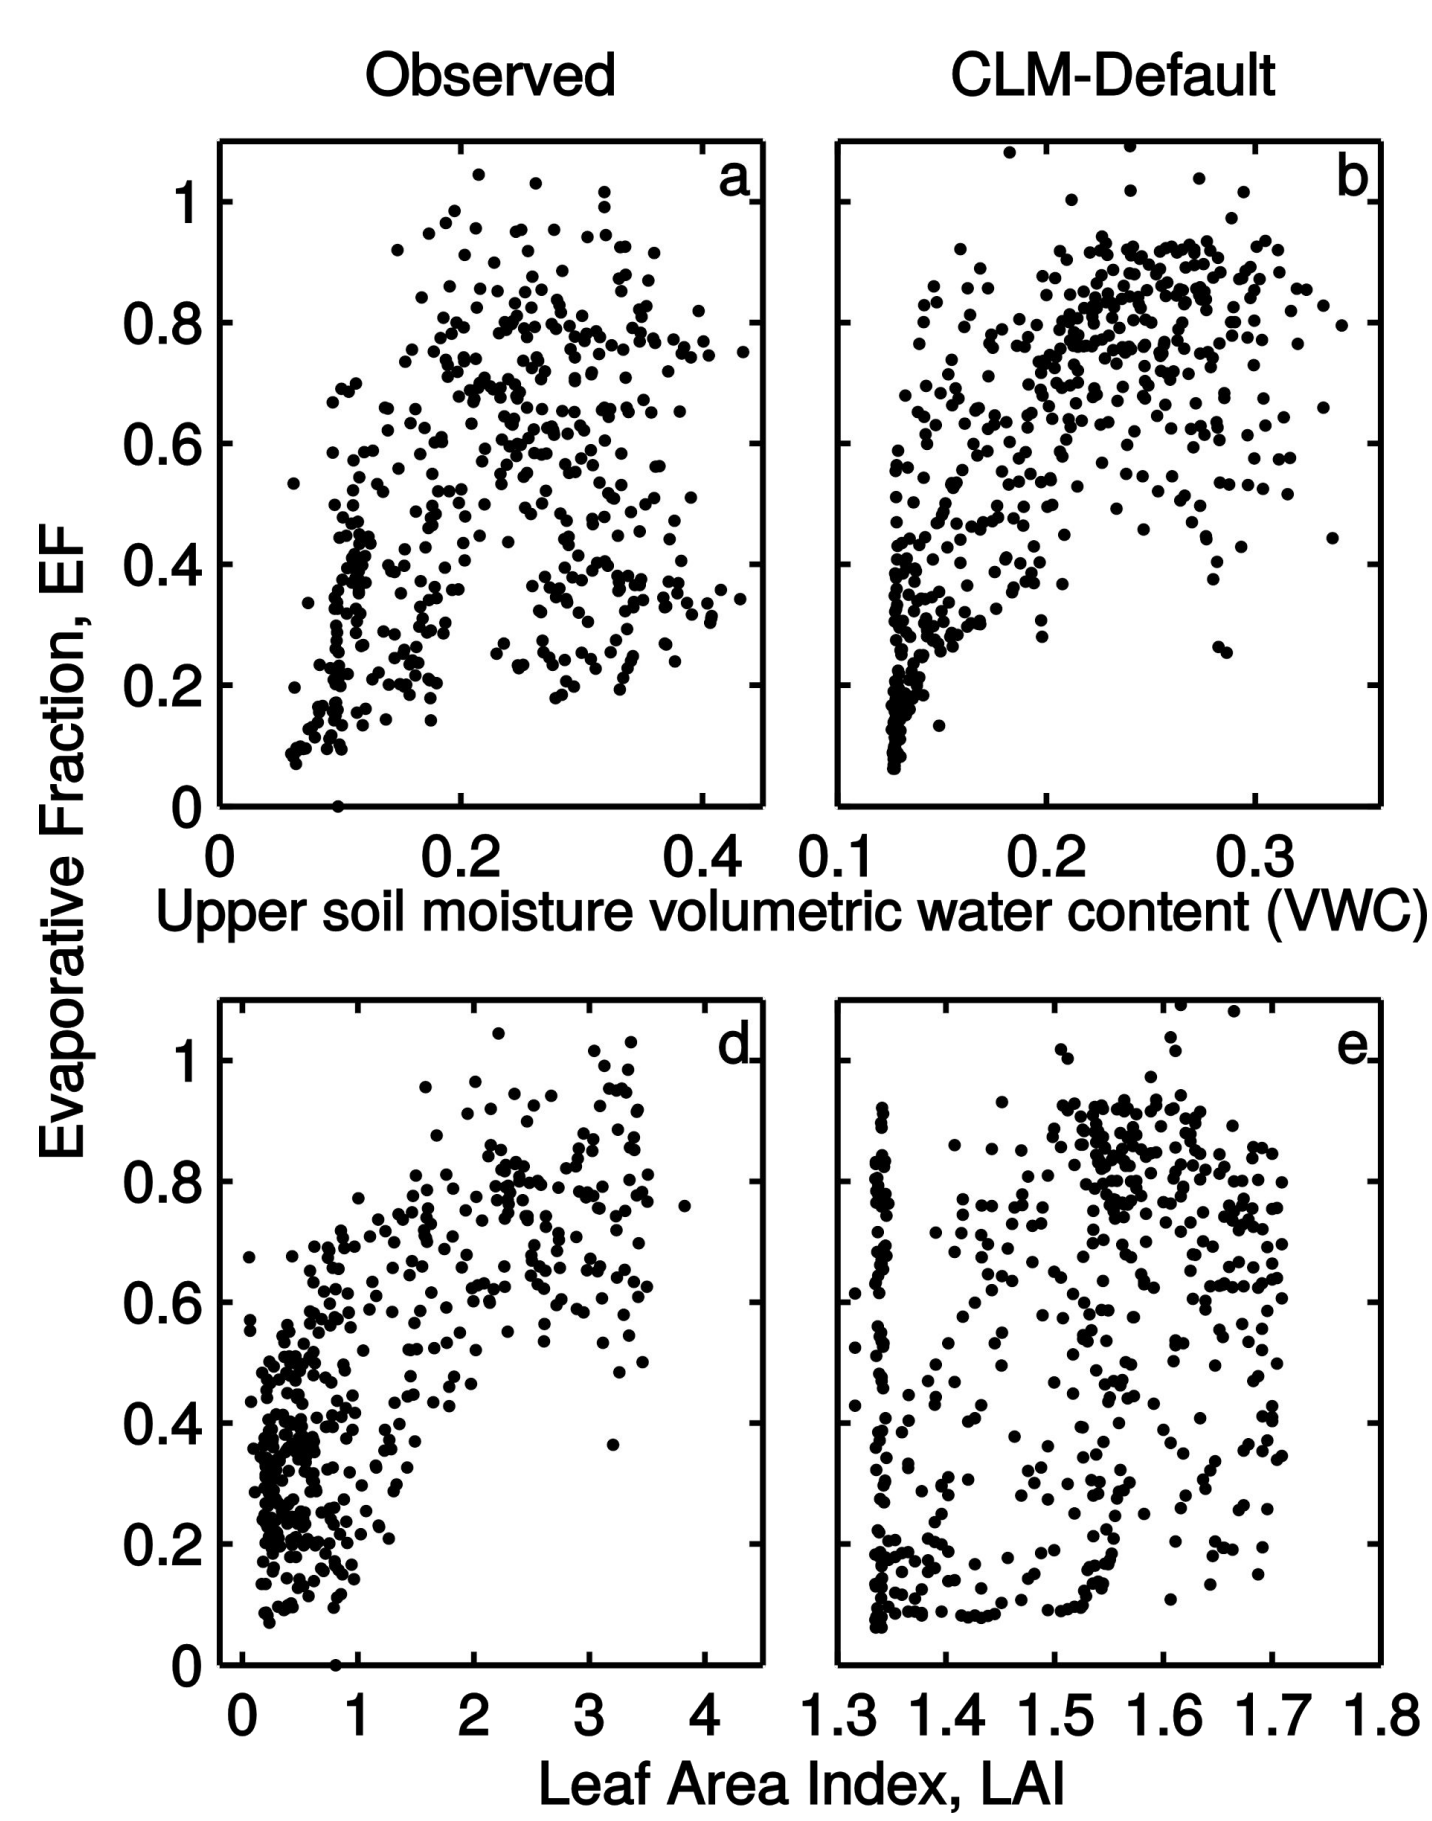 Observed CLM-Default
a b
1
0.8
0.6
0.4
0.2
0
0 0.2 0.4 0.1 0.2 0.3
Upper soil moisture volumetric water content (VWC)
Evaporative Fraction, EF
d e
1
0.8
0.6
0.4
0.2
0
0 1 2 3 4 1.3 1.4 1.5 1.6 1.7 1.8
Leaf Area Index, LAI